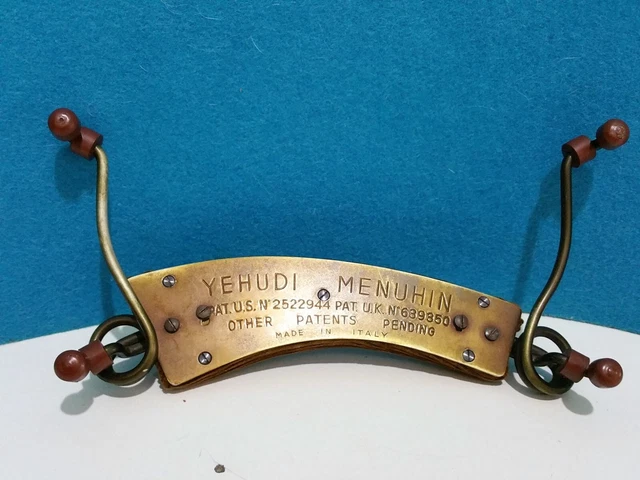 YEHUDI MENUHIN
PAT. U.S. Nº 2522944 PAT. U.K. Nº 639350
OTHER PATENTS PENDING
MADE IN ITALY